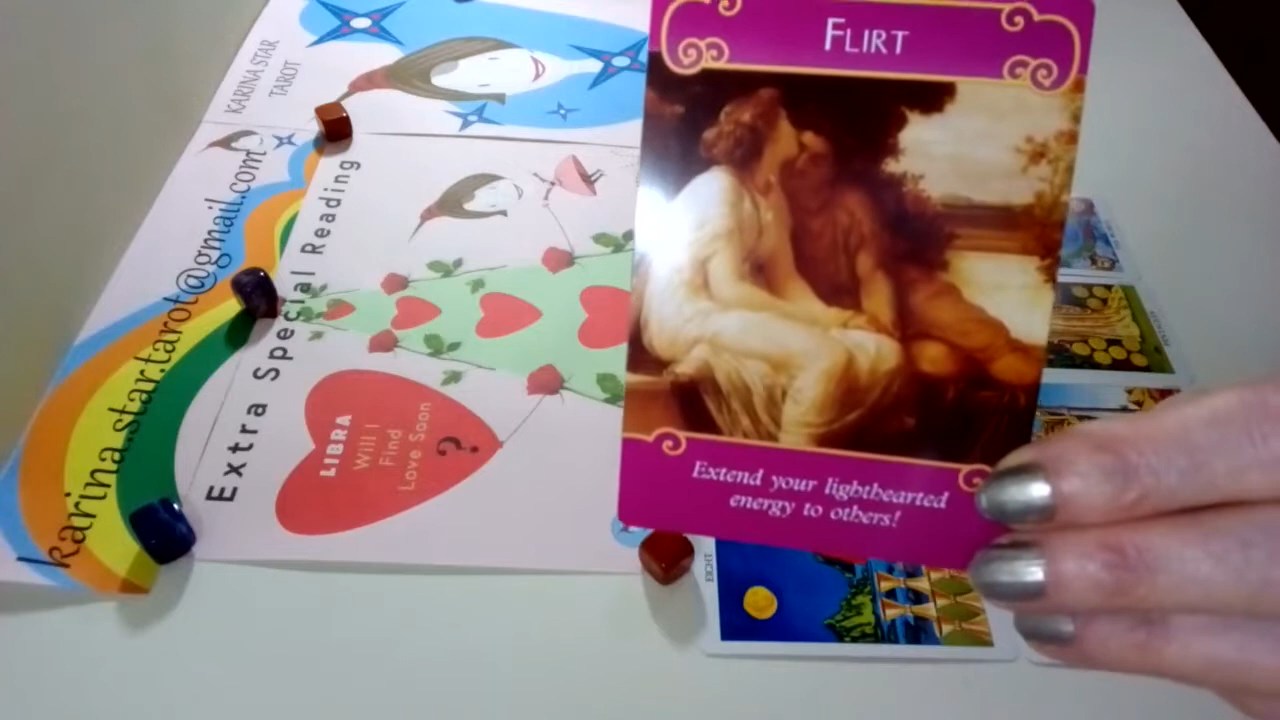 KARINA STAR
TAROT
karina.star.tarot@gmail.com
Extra Special Reading
LIBRA
Will I
Find
Love Soon
?
FLIRT
Extend your lighthearted
energy to others!
EIGHT